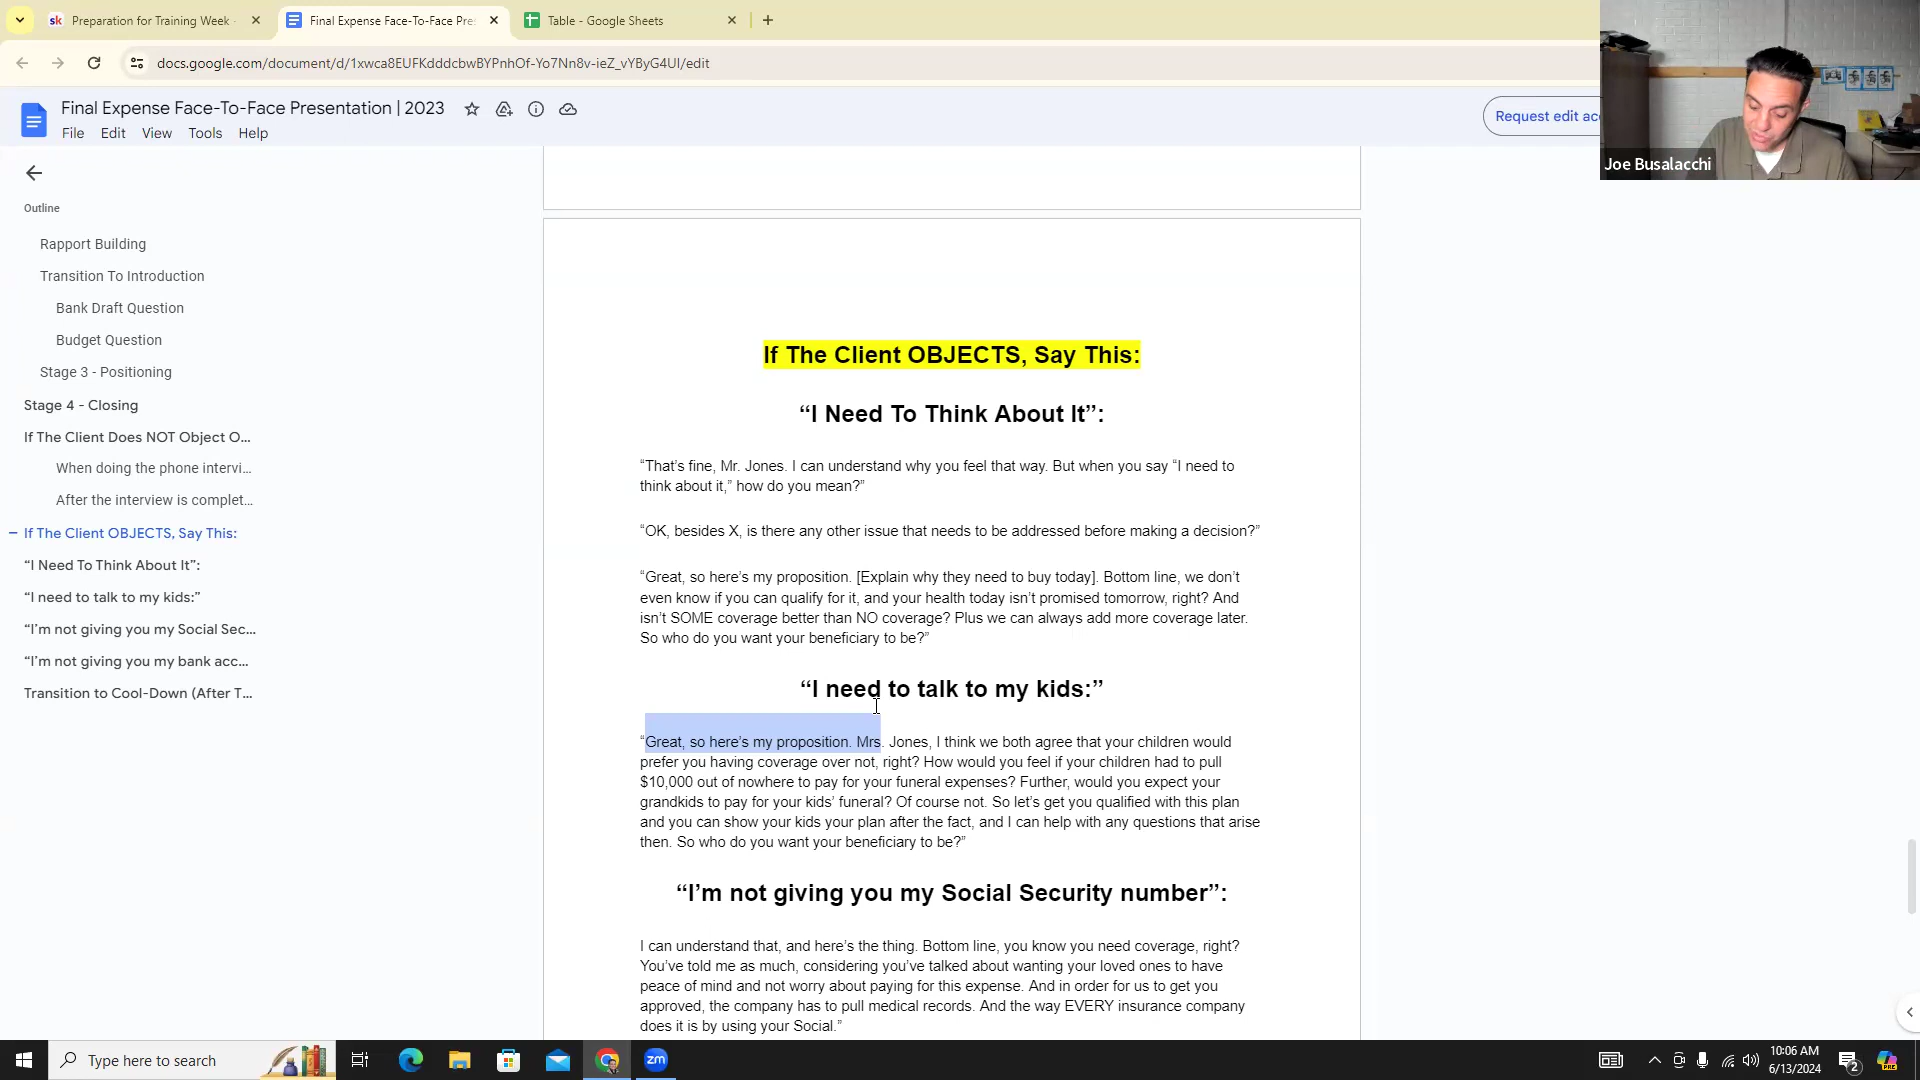 Preparation for Training Week -
Final Expense Face-To-Face Pre
Table - Google Sheets
docs.google.com/document/d/1xwca8EUFKdddcbwBYPnhOf-Yo7Nn8v-ieZ_vYByG4UI/edit
Final Expense Face-To-Face Presentation | 2023
Request edit acc
File Edit View Tools Help
Joe Busalacchi
Outline
Rapport Building
Transition To Introduction
Bank Draft Question
Budget Question
Stage 3 - Positioning
Stage 4 - Closing
If The Client Does NOT Object O...
When doing the phone intervi...
After the interview is complet...
If The Client OBJECTS, Say This:
“I Need To Think About It”:
“I need to talk to my kids:”
“I’m not giving you my Social Sec...
“I’m not giving you my bank acc...
Transition to Cool-Down (After T...
If The Client OBJECTS, Say This:
“I Need To Think About It”:
“That’s fine, Mr. Jones. I can understand why you feel that way. But when you say “I need to
think about it,” how do you mean?”
“OK, besides X, is there any other issue that needs to be addressed before making a decision?”
“Great, so here’s my proposition. [Explain why they need to buy today]. Bottom line, we don’t
even know if you can qualify for it, and your health today isn’t promised tomorrow, right? And
isn’t SOME coverage better than NO coverage? Plus we can always add more coverage later.
So who do you want your beneficiary to be?”
“I need to talk to my kids:”
“Great, so here’s my proposition. Mrs. Jones, I think we both agree that your children would
prefer you having coverage over not, right? How would you feel if your children had to pull
$10,000 out of nowhere to pay for your funeral expenses? Further, would you expect your
grandkids to pay for your kids’ funeral? Of course not. So let’s get you qualified with this plan
and you can show your kids your plan after the fact, and I can help with any questions that arise
then. So who do you want your beneficiary to be?”
“I’m not giving you my Social Security number”:
I can understand that, and here’s the thing. Bottom line, you know you need coverage, right?
You’ve told me as much, considering you’ve talked about wanting your loved ones to have
peace of mind and not worry about paying for this expense. And in order for us to get you
approved, the company has to pull medical records. And the way EVERY insurance company
does it is by using your Social.”
Type here to search
zm
10:06 AM
6/13/2024
2